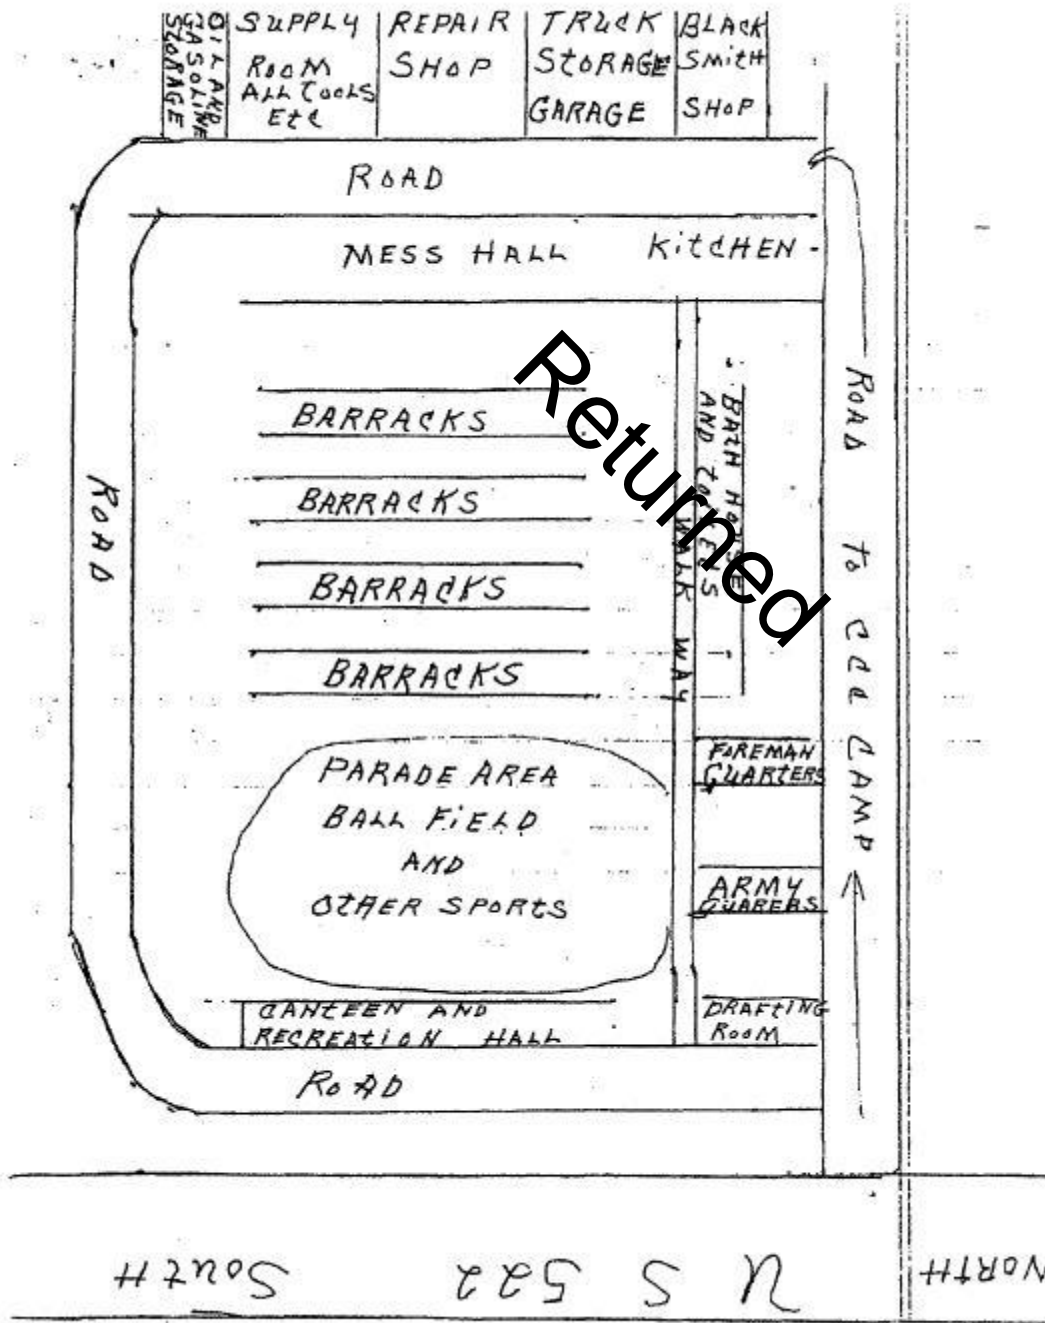 OIL AND
GASOLINE
STORAGE
SUPPLY
ROOM
ALL TOOLS
Etc
REPAIR
SHOP
TRUCK
STORAGE
GARAGE
BLACK
SMITH
SHOP
ROAD
MESS HALL KITCHEN
BARRACKS
BARRACKS
BARRACKS
BARRACKS
BATH HOUSE
AND TOILETS
WALK WAY
Returned
ROAD
ROAD to CCC CAMP
PARADE AREA
BALL FIELD
AND
OTHER SPORTS
FOREMAN
QUARTERS
ARMY
QUARERS
CANTEEN AND
RECREATION HALL
DRAFTING
ROOM
ROAD
NORTH
U S 522 South